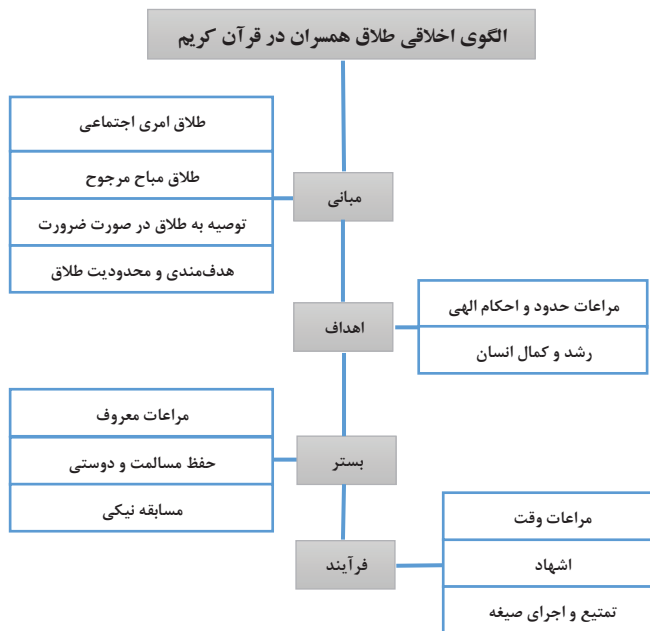 الگوی اخلاقی طلاق همسران در قرآن کریم
مبانی
طلاق امری اجتماعی
طلاق مباح مرجوح
توصیه به طلاق در صورت ضرورت
هدف‌مندی و محدودیت طلاق
اهداف
مراعات حدود و احکام الهی
رشد و کمال انسان
بستر
مراعات معروف
حفظ مسالمت و دوستی
مسابقه نیکی
فرآیند
مراعات وقت
اشهاد
تمتیع و اجرای صیغه